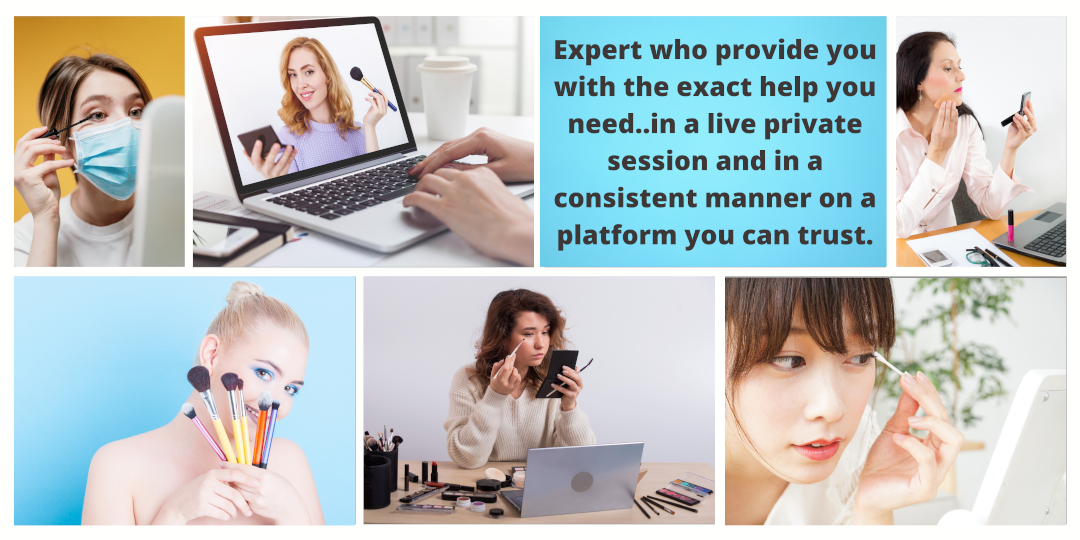 Expert who provide you
with the exact help you
need..in a live private
session and in a
consistent manner on a
platform you can trust.